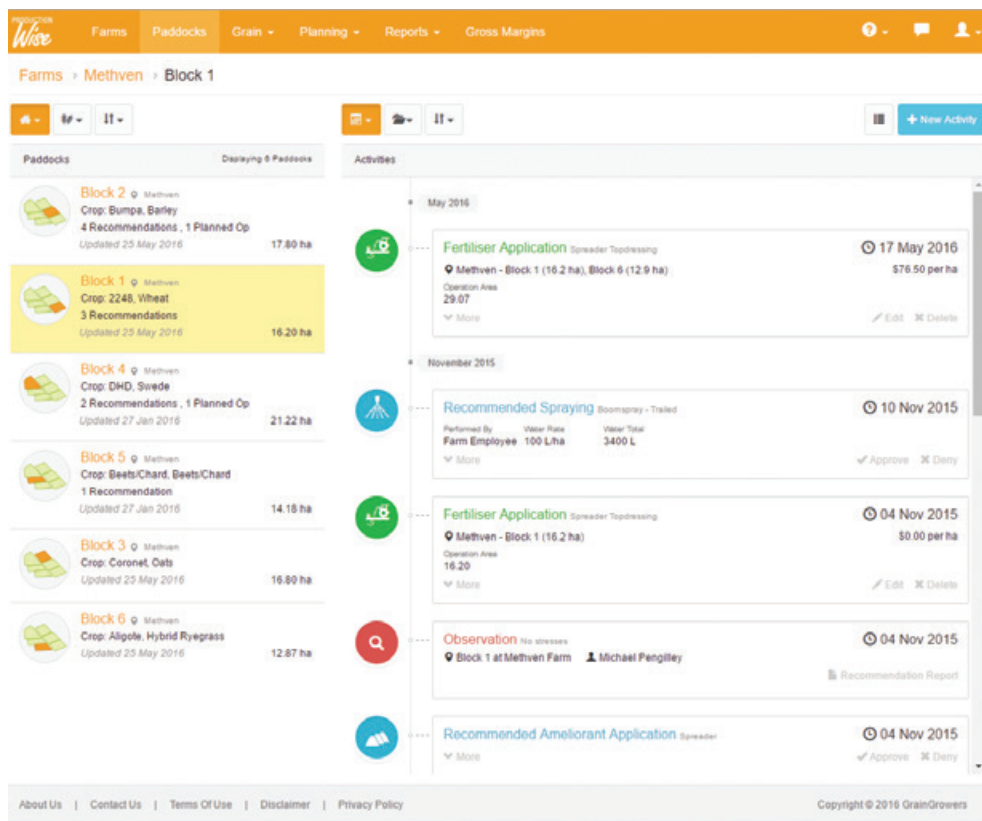 PRODUCTION
Wise
Farms Paddocks Grain Planning Reports Gross Margins
Farms › Methven › Block 1
+ New Activity
Paddocks Displaying 6 Paddocks
Block 2 Methven
Crop: Bumpa, Barley
4 Recommendations , 1 Planned Op
Updated 25 May 2016 17.80 ha
Block 1 Methven
Crop: 2248, Wheat
3 Recommendations
Updated 25 May 2016 16.20 ha
Block 4 Methven
Crop: DHD, Swede
2 Recommendations , 1 Planned Op
Updated 27 Jan 2016 21.22 ha
Block 5 Methven
Crop: Beets/Chard, Beets/Chard
1 Recommendation
Updated 27 Jan 2016 14.18 ha
Block 3 Methven
Crop: Coronet, Oats
Updated 25 May 2016 16.80 ha
Block 6 Methven
Crop: Aligote, Hybrid Ryegrass
Updated 25 May 2016 12.87 ha
Activities
May 2016
Fertiliser Application Spreader Topdressing 17 May 2016
Methven - Block 1 (16.2 ha), Block 6 (12.9 ha) $76.50 per ha
Operation Area
29.07
More Edit Delete
November 2015
Recommended Spraying Boomspray - Trailed 10 Nov 2015
Performed By Water Rate Water Total
Farm Employee 100 L/ha 3400 L
More Approve Deny
Fertiliser Application Spreader Topdressing 04 Nov 2015
Methven - Block 1 (16.2 ha) $0.00 per ha
Operation Area
16.20
More Edit Delete
Observation No stresses 04 Nov 2015
Block 1 at Methven Farm Michael Pengilley
Recommendation Report
Recommended Ameliorant Application Spreader 04 Nov 2015
More Approve Deny
About Us | Contact Us | Terms Of Use | Disclaimer | Privacy Policy Copyright © 2016 GrainGrowers